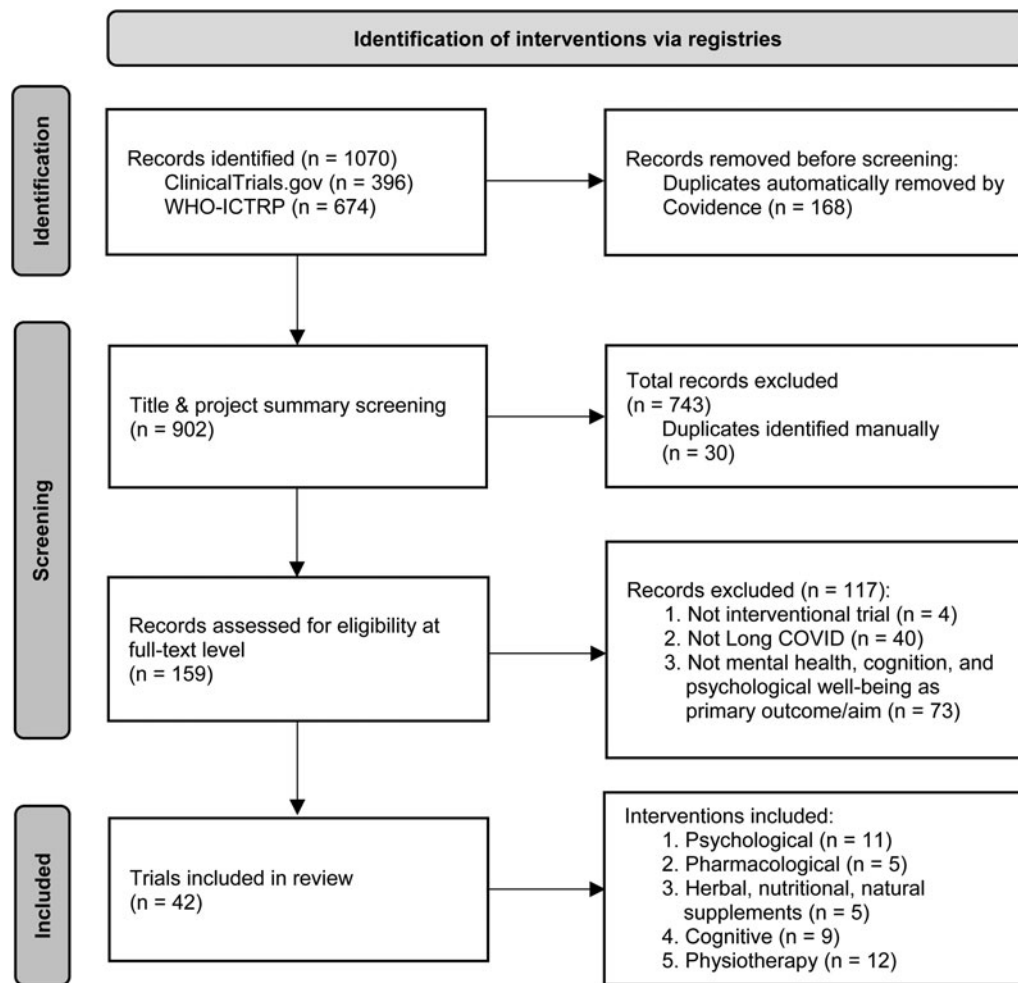 Identification of interventions via registries
Identification
Records identified (n = 1070)
ClinicalTrials.gov (n = 396)
WHO-ICTRP (n = 674)
Records removed before screening:
Duplicates automatically removed by
Covidence (n = 168)
Screening
Title & project summary screening
(n = 902)
Total records excluded
(n = 743)
Duplicates identified manually
(n = 30)
Records assessed for eligibility at
full-text level
(n = 159)
Records excluded (n = 117):
1. Not interventional trial (n = 4)
2. Not Long COVID (n = 40)
3. Not mental health, cognition, and
psychological well-being as
primary outcome/aim (n = 73)
Included
Trials included in review
(n = 42)
Interventions included:
1. Psychological (n = 11)
2. Pharmacological (n = 5)
3. Herbal, nutritional, natural
supplements (n = 5)
4. Cognitive (n = 9)
5. Physiotherapy (n = 12)